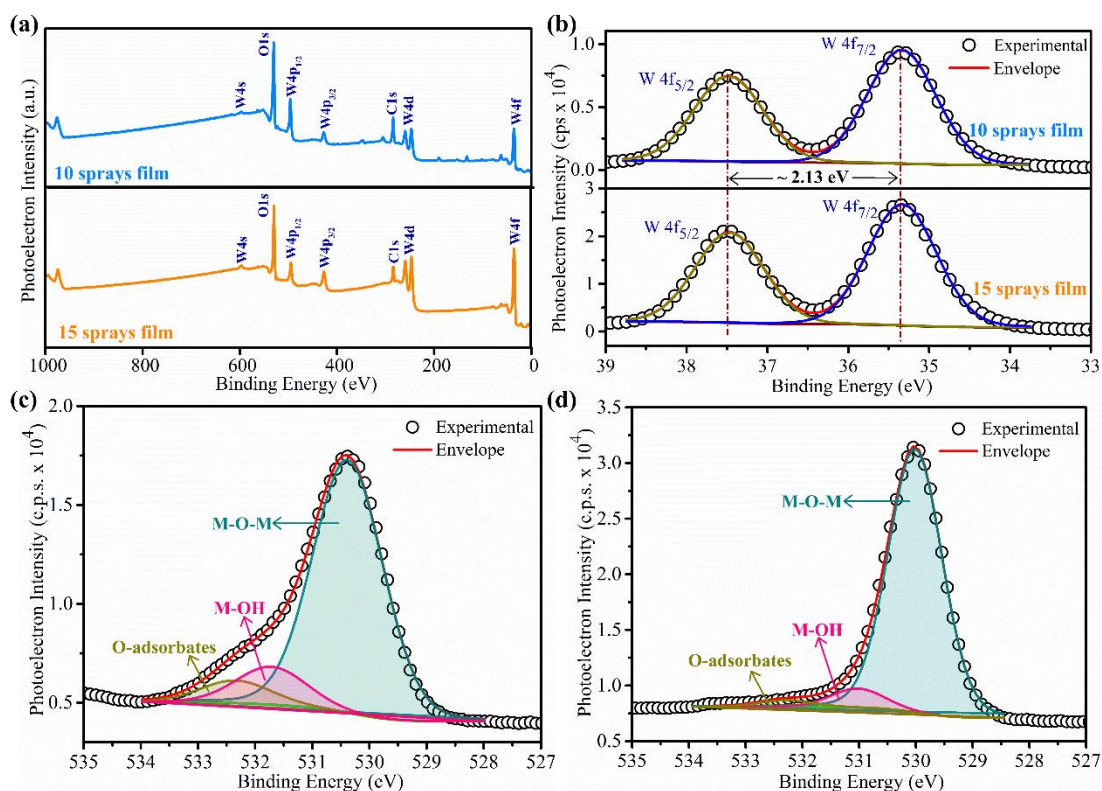 (a)
Photoelectron Intensity (a.u.)
W4s
O1s
W4p1/2
W4p3/2
C1s
W4d
W4f
10 sprays film
W4s
O1s
W4p1/2
W4p3/2
C1s
W4d
W4f
15 sprays film
1000 800 600 400 200 0
Binding Energy (eV)
(b)
Photoelectron Intensity (cps x 10^4)
1.0
0.5
0.0
W 4f5/2
W 4f7/2
Experimental
Envelope
10 sprays film
~ 2.13 eV
2
1
0
W 4f5/2
W 4f7/2
15 sprays film
39 38 37 36 35 34 33
Binding Energy (eV)
(c)
Photoelectron Intensity (c.p.s. x 10^4)
2.0
1.5
1.0
0.5
Experimental
Envelope
M-O-M
M-OH
O-adsorbates
535 534 533 532 531 530 529 528 527
Binding Energy (eV)
(d)
Photoelectron Intensity (c.p.s. x 10^4)
3.5
3.0
2.5
2.0
1.5
1.0
0.5
Experimental
Envelope
M-O-M
M-OH
O-adsorbates
535 534 533 532 531 530 529 528 527
Binding Energy (eV)